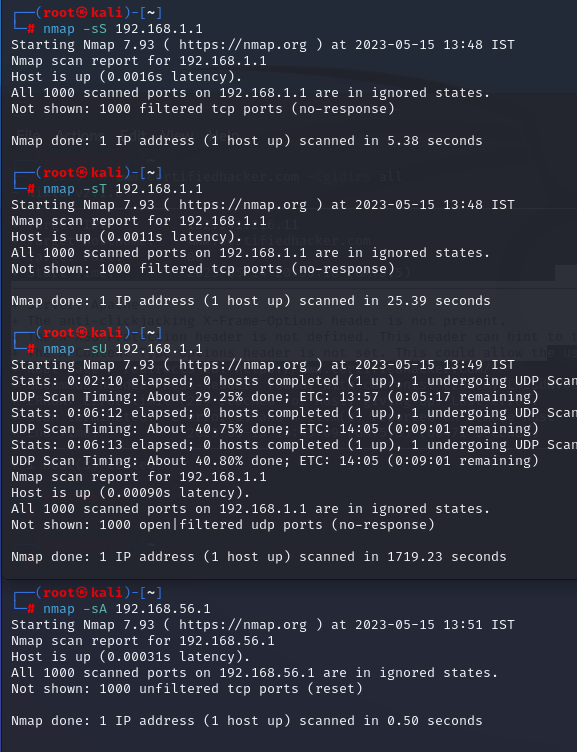 ┌──(root㉿kali)-[~]
└─# nmap -sS 192.168.1.1
Starting Nmap 7.93 ( https://nmap.org ) at 2023-05-15 13:48 IST
Nmap scan report for 192.168.1.1
Host is up (0.0016s latency).
All 1000 scanned ports on 192.168.1.1 are in ignored states.
Not shown: 1000 filtered tcp ports (no-response)
Nmap done: 1 IP address (1 host up) scanned in 5.38 seconds
┌──(root㉿kali)-[~]
└─# nmap -sT 192.168.1.1
Starting Nmap 7.93 ( https://nmap.org ) at 2023-05-15 13:48 IST
Nmap scan report for 192.168.1.1
Host is up (0.0011s latency).
All 1000 scanned ports on 192.168.1.1 are in ignored states.
Not shown: 1000 filtered tcp ports (no-response)
Nmap done: 1 IP address (1 host up) scanned in 25.39 seconds
The anti-clickjacking X-Frame-Options header is not present.
┌──(root㉿kali)-[~]
└─# nmap -sU 192.168.1.1
Starting Nmap 7.93 ( https://nmap.org ) at 2023-05-15 13:49 IST
Stats: 0:02:10 elapsed; 0 hosts completed (1 up), 1 undergoing UDP Scan
UDP Scan Timing: About 29.25% done; ETC: 13:57 (0:05:17 remaining)
Stats: 0:06:12 elapsed; 0 hosts completed (1 up), 1 undergoing UDP Scan
UDP Scan Timing: About 40.75% done; ETC: 14:05 (0:09:01 remaining)
Stats: 0:06:13 elapsed; 0 hosts completed (1 up), 1 undergoing UDP Scan
UDP Scan Timing: About 40.80% done; ETC: 14:05 (0:09:01 remaining)
Nmap scan report for 192.168.1.1
Host is up (0.00090s latency).
All 1000 scanned ports on 192.168.1.1 are in ignored states.
Not shown: 1000 open|filtered udp ports (no-response)
Nmap done: 1 IP address (1 host up) scanned in 1719.23 seconds
┌──(root㉿kali)-[~]
└─# nmap -sA 192.168.56.1
Starting Nmap 7.93 ( https://nmap.org ) at 2023-05-15 13:51 IST
Nmap scan report for 192.168.56.1
Host is up (0.00031s latency).
All 1000 scanned ports on 192.168.56.1 are in ignored states.
Not shown: 1000 unfiltered tcp ports (reset)
Nmap done: 1 IP address (1 host up) scanned in 0.50 seconds